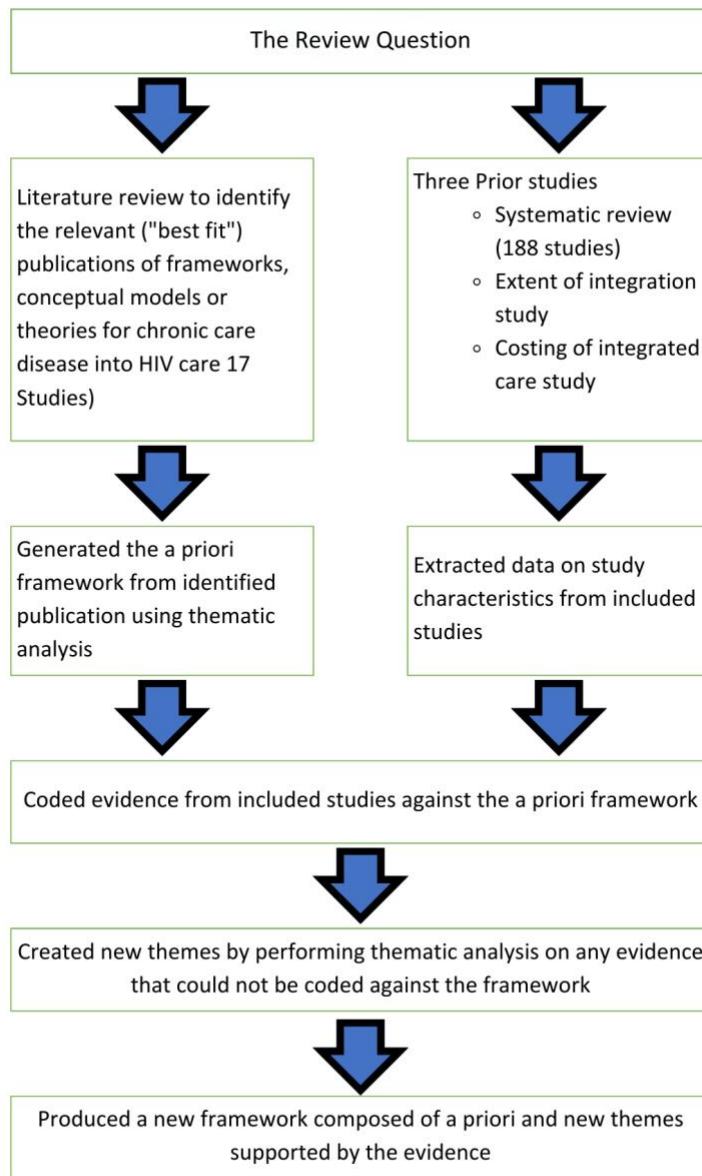 The Review Question
Literature review to identify
the relevant ("best fit")
publications of frameworks,
conceptual models or
theories for chronic care
disease into HIV care 17
Studies)
Three Prior studies
◦ Systematic review
(188 studies)
◦ Extent of integration
study
◦ Costing of integrated
care study
Generated the a priori
framework from identified
publication using thematic
analysis
Extracted data on study
characteristics from included
studies
Coded evidence from included studies against the a priori framework
Created new themes by performing thematic analysis on any evidence
that could not be coded against the framework
Produced a new framework composed of a priori and new themes
supported by the evidence